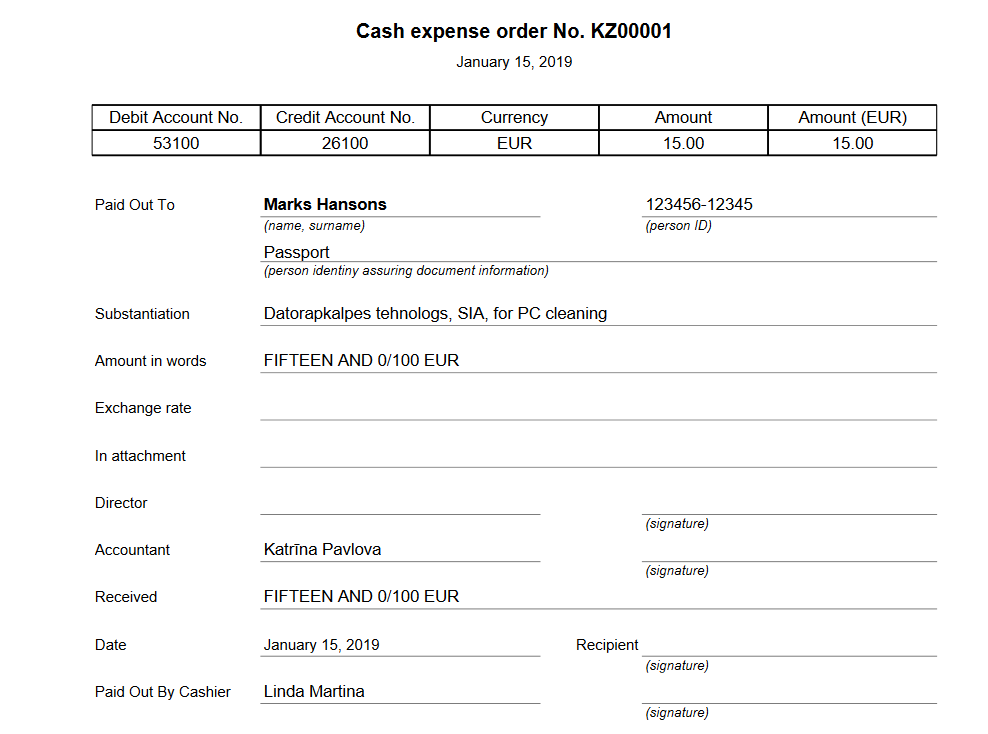 Cash expense order No. KZ00001
January 15, 2019
Debit Account No. Credit Account No. Currency Amount Amount (EUR)
53100 26100 EUR 15.00 15.00
Paid Out To Marks Hansons 123456-12345
(name, surname) (person ID)
Passport
(person identiny assuring document information)
Substantiation Datorapkalpes tehnologs, SIA, for PC cleaning
Amount in words FIFTEEN AND 0/100 EUR
Exchange rate
In attachment
Director
(signature)
Accountant Katrīna Pavlova
(signature)
Received FIFTEEN AND 0/100 EUR
Date January 15, 2019 Recipient
(signature)
Paid Out By Cashier Linda Martina
(signature)